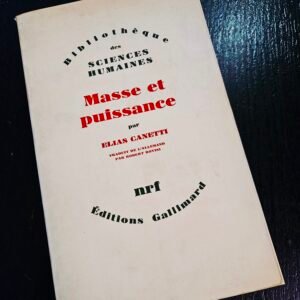 Bibliothèque
des
SCIENCES
HUMAINES
Masse et
puissance
par
ELIAS CANETTI
TRADUIT DE L'ALLEMAND
PAR ROBERT ROVINI
nrf
Éditions Gallimard